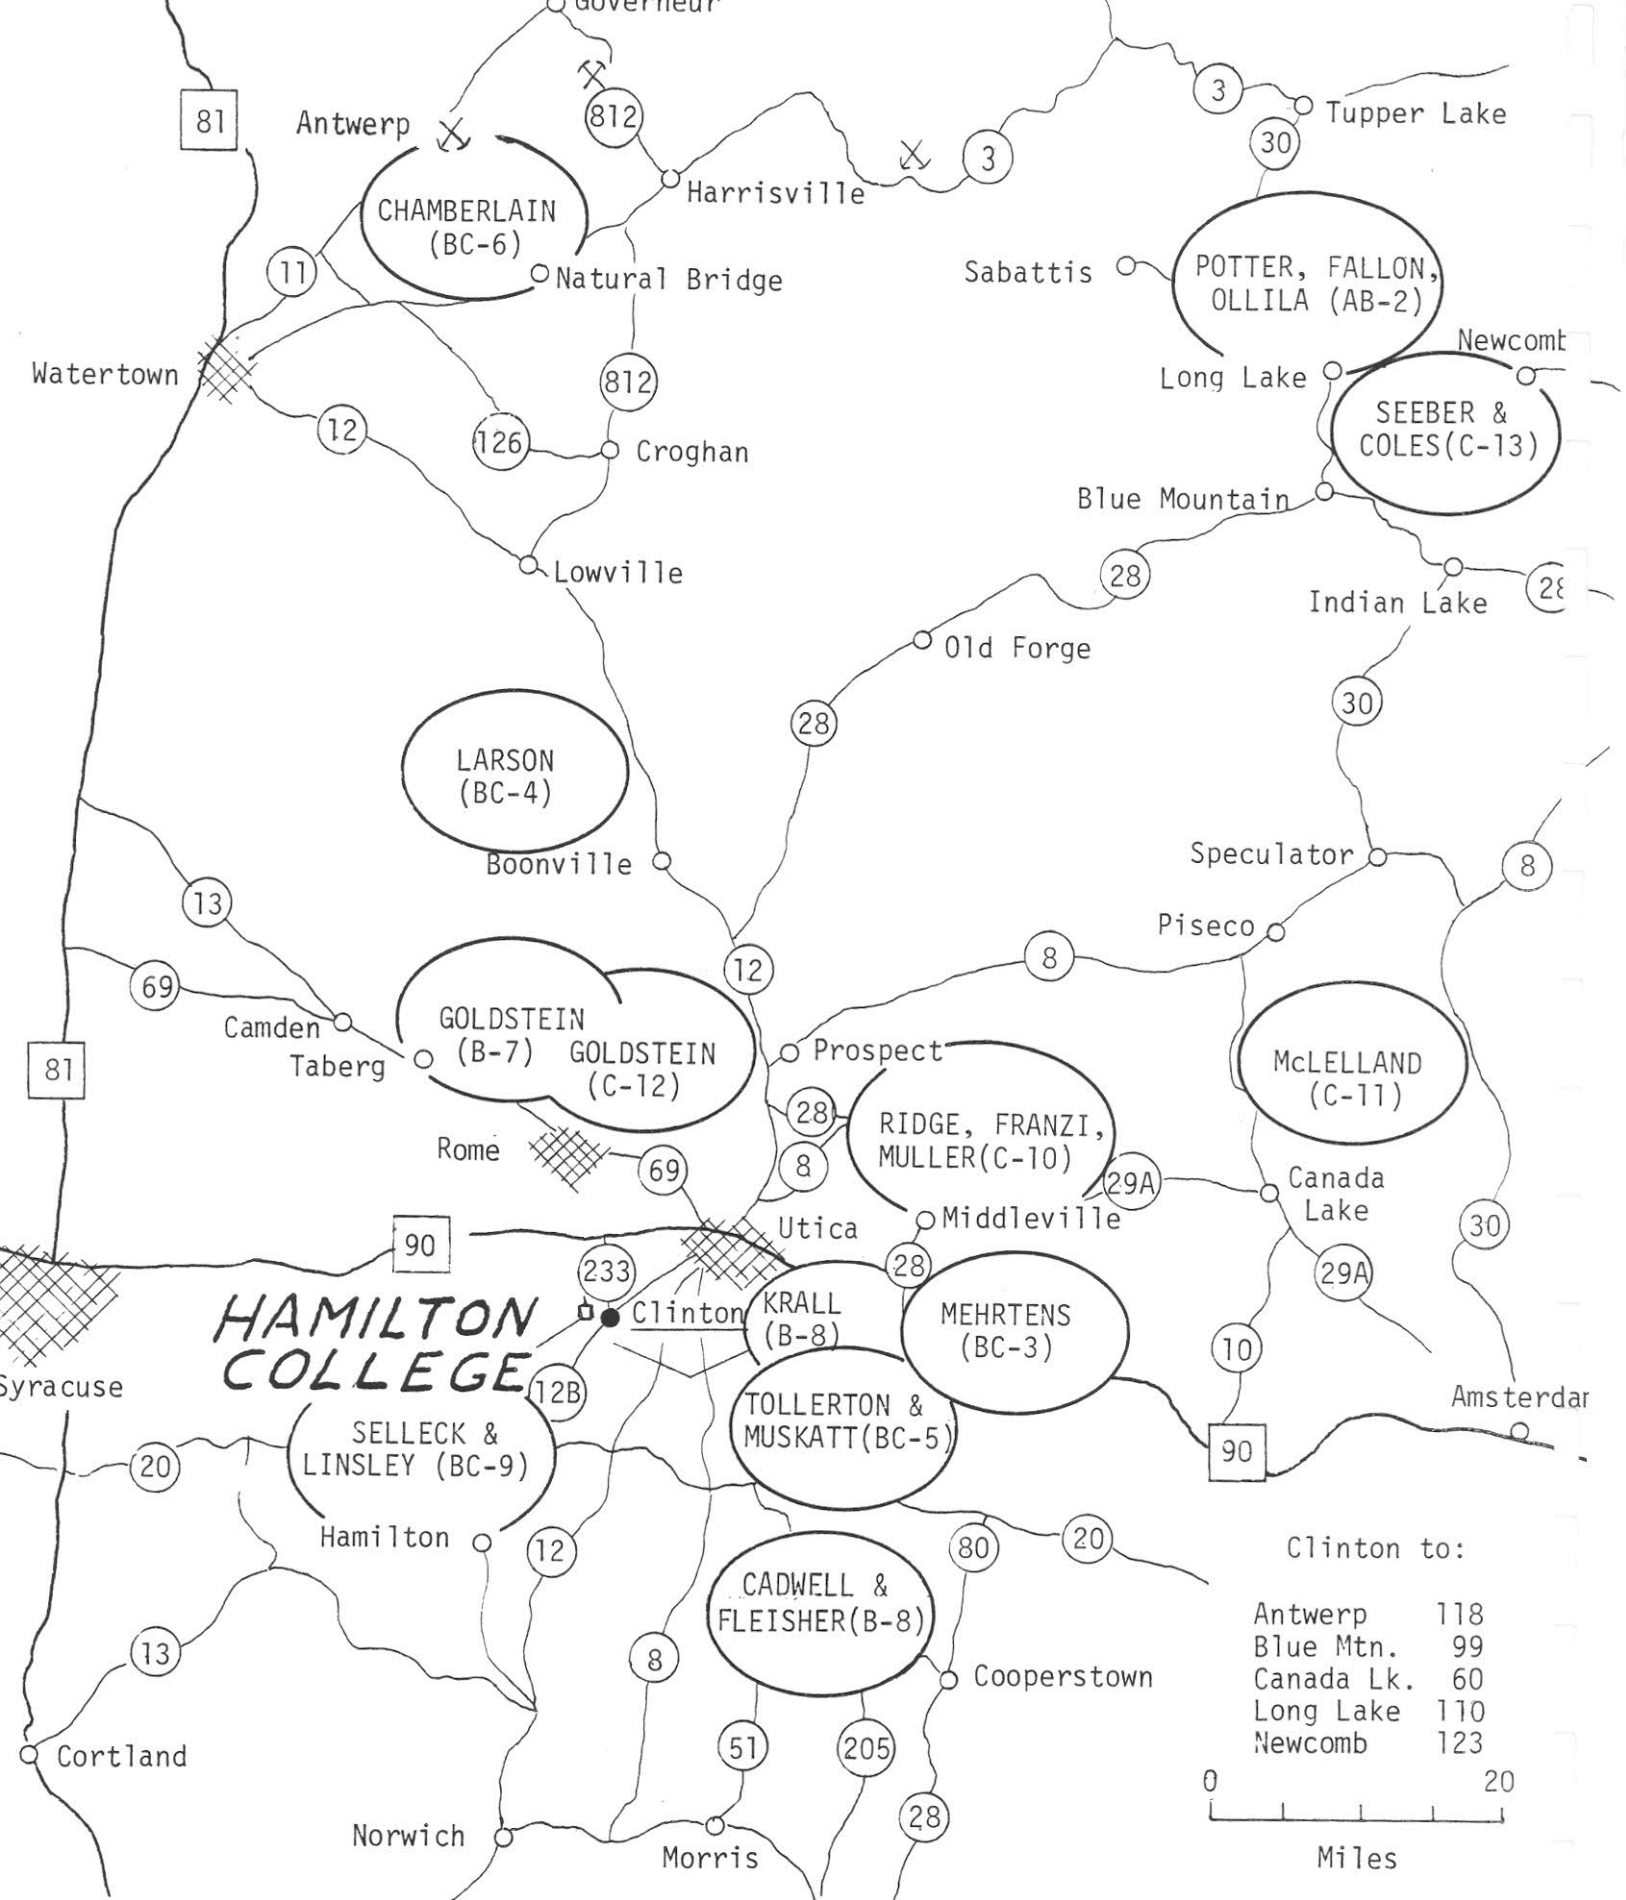 Governeur
81
Antwerp
812
3
Tupper Lake
30
3
Harrisville
CHAMBERLAIN
(BC-6)
11
Natural Bridge
Sabattis
POTTER, FALLON,
OLLILA (AB-2)
Newcomb
Watertown
Long Lake
812
SEEBER &
COLES(C-13)
12
126
Croghan
Blue Mountain
Lowville
28
28
Indian Lake
Old Forge
30
28
LARSON
(BC-4)
Boonville
Speculator
8
13
Piseco
12
8
69
GOLDSTEIN
(B-7)
Camden
Taberg
GOLDSTEIN
(C-12)
Prospect
81
McLELLAND
(C-11)
28
RIDGE, FRANZI,
MULLER(C-10)
Rome
69
8
29A
Canada
Lake
Utica
Middleville
30
90
233
28
29A
HAMILTON
COLLEGE
Clinton
KRALL
(B-8)
MEHRTENS
(BC-3)
10
Syracuse
12B
Amsterdam
TOLLERTON &
MUSKATT(BC-5)
SELLECK &
LINSLEY (BC-9)
20
90
Hamilton
12
80
20
Clinton to:
CADWELL &
FLEISHER(B-8)
Antwerp 118
Blue Mtn. 99
Canada Lk. 60
Long Lake 110
Newcomb 123
13
8
Cooperstown
Cortland
51
205
0 20
28
Norwich
Morris
Miles